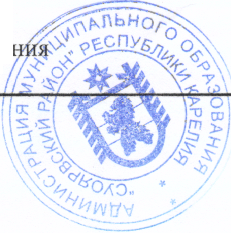 ния
АДМИНИСТРАЦИЯ МУНИЦИПАЛЬНОГО ОБРАЗОВАНИЯ
"СУОЯРВСКИЙ РАЙОН" РЕСПУБЛИКИ КАРЕЛИЯ